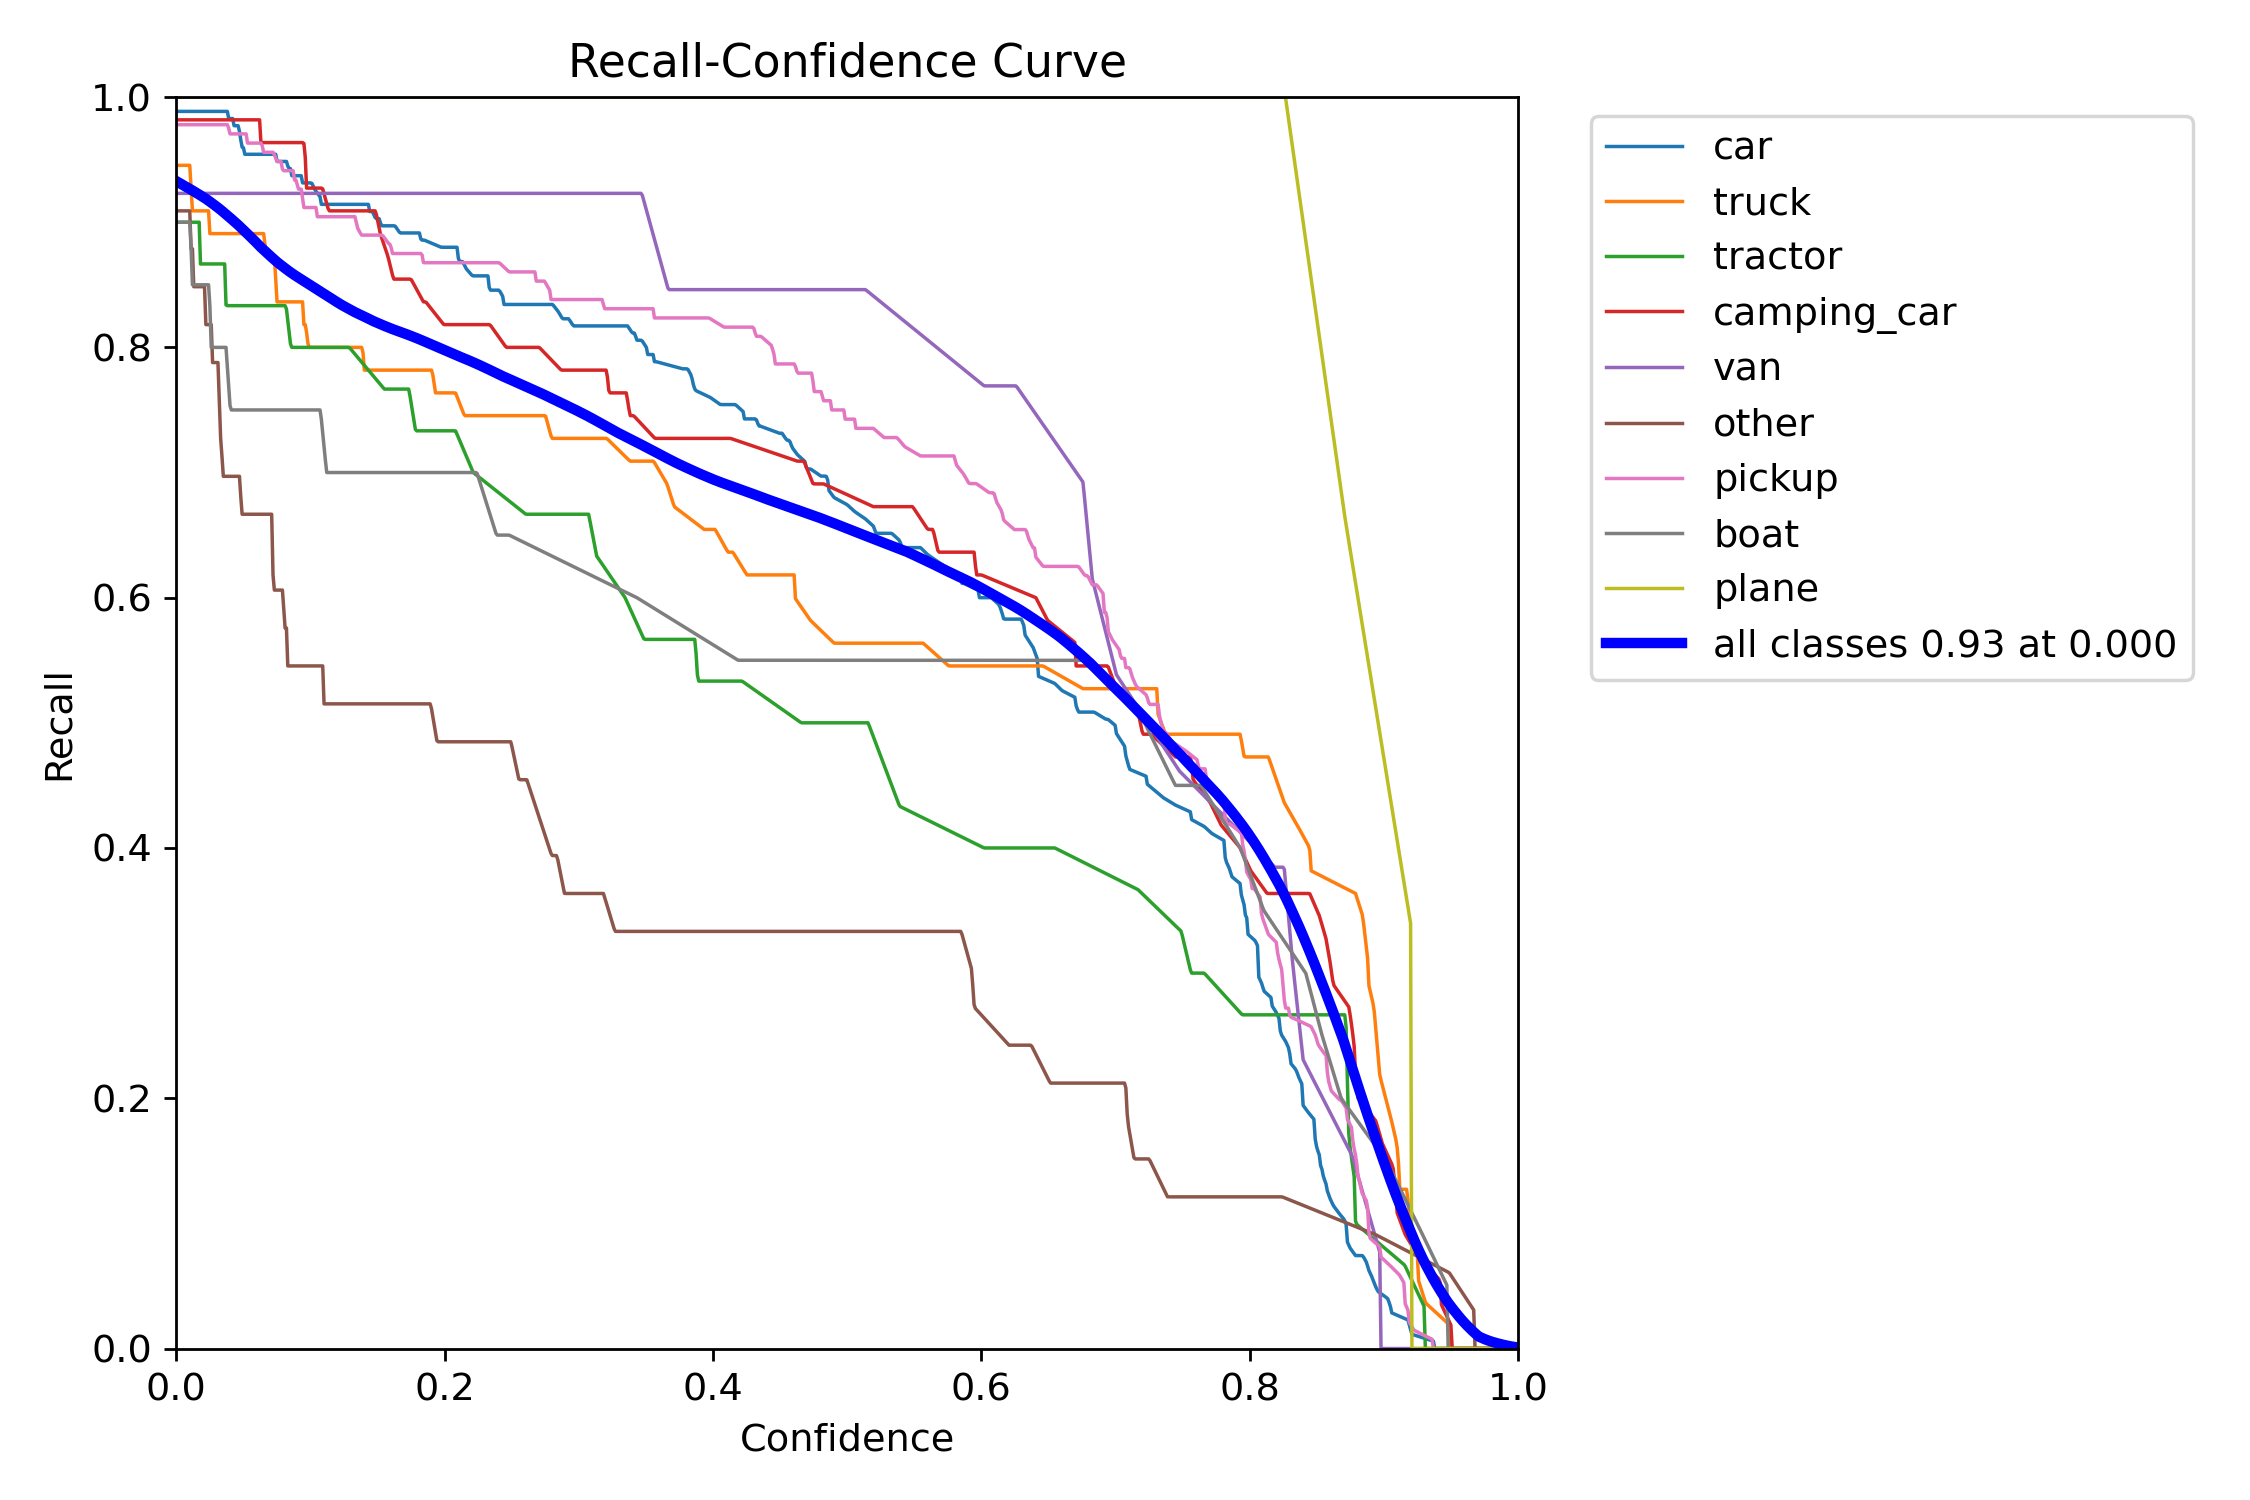 Recall-Confidence Curve
1.0
0.8
0.6
0.4
0.2
0.0
Recall
0.0 0.2 0.4 0.6 0.8 1.0
Confidence
car
truck
tractor
camping_car
van
other
pickup
boat
plane
all classes 0.93 at 0.000